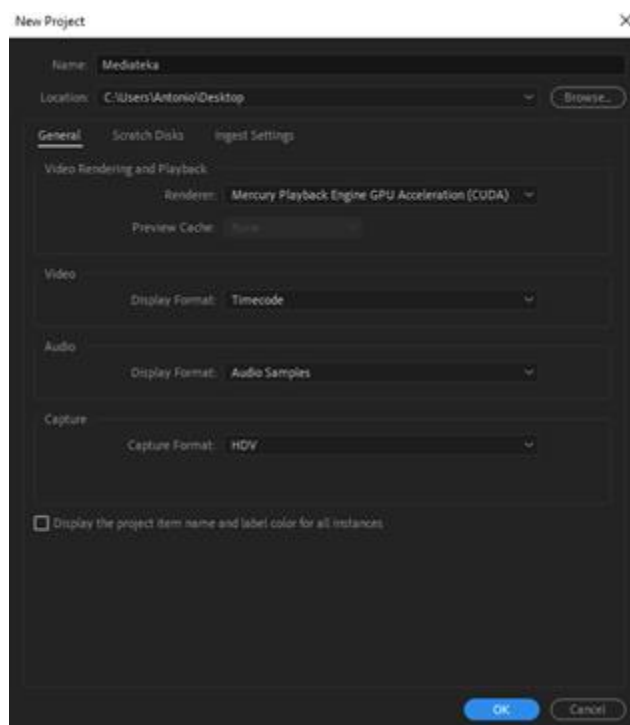 New Project
Name: Mediateka
Location: C:\Users\Antonio\Desktop Browse...
General Scratch Disks Ingest Settings
Video Rendering and Playback
Renderer: Mercury Playback Engine GPU Acceleration (CUDA)
Preview Cache: None
Video
Display Format: Timecode
Audio
Display Format: Audio Samples
Capture
Capture Format: HDV
Display the project item name and label color for all instances
OK Cancel